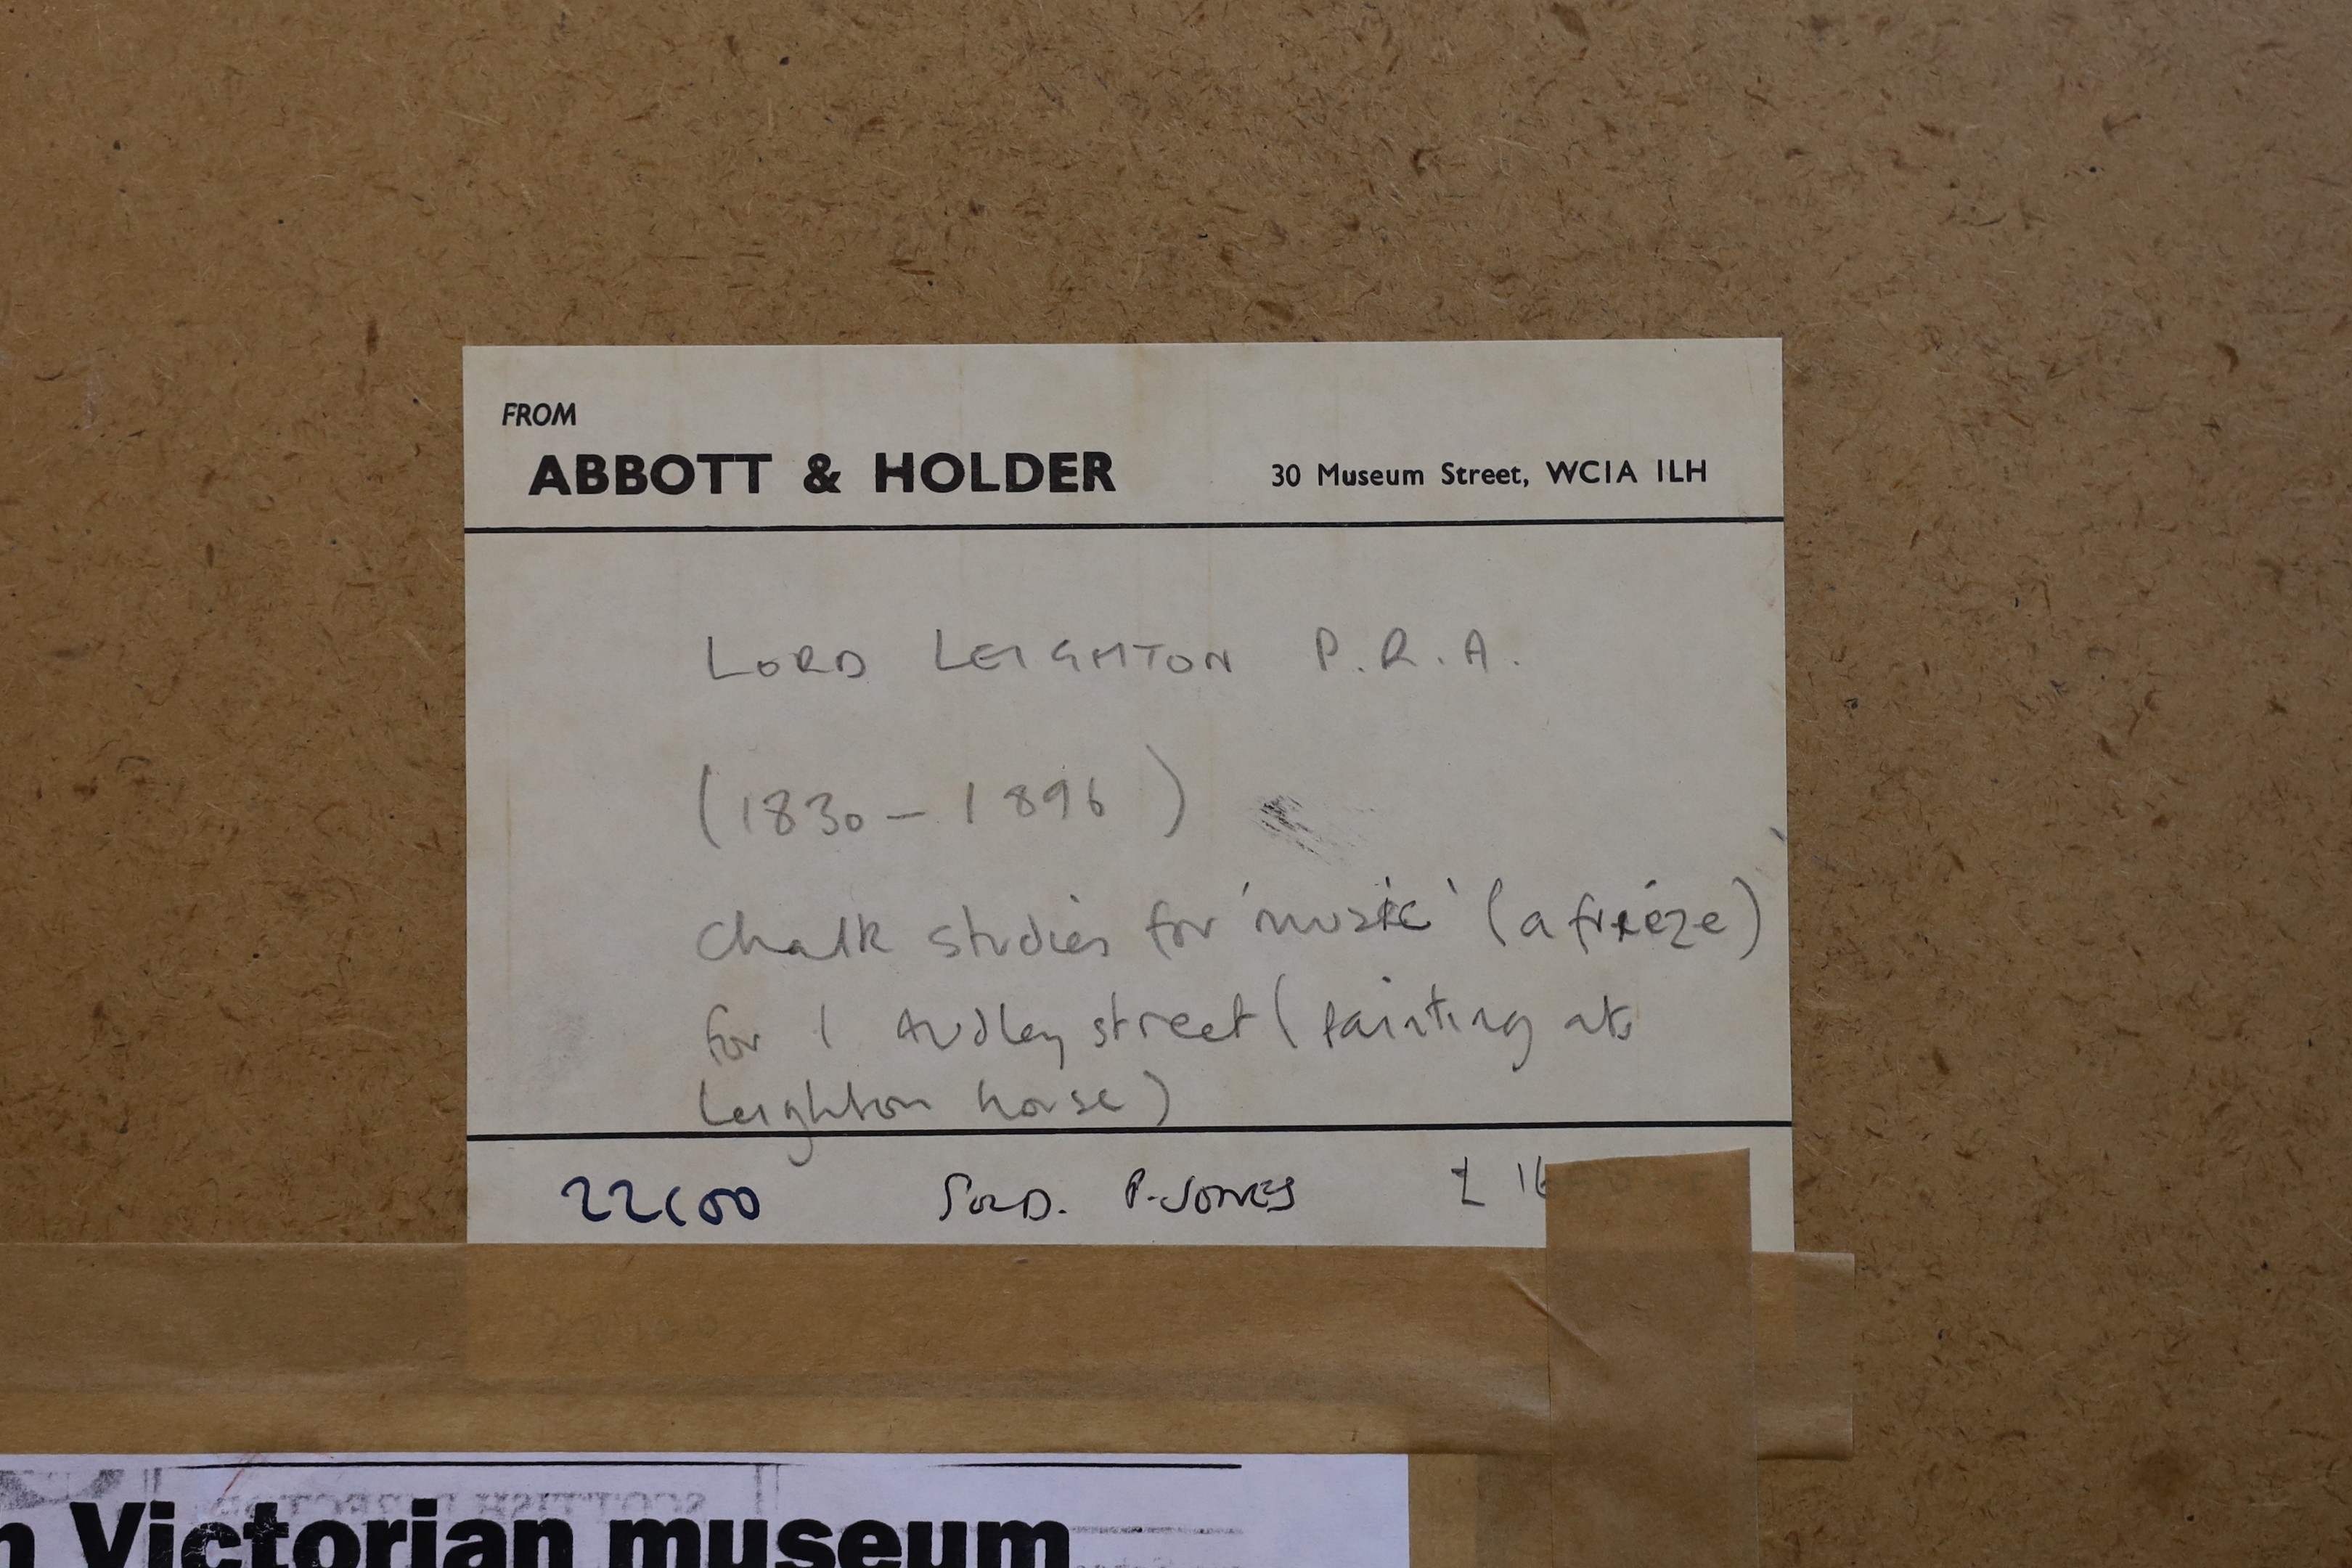 FROM
ABBOTT & HOLDER 30 Museum Street, WC1A 1LH
LORD LEIGHTON P.R.A.
(1830 - 1896)
Chalk studies for 'music' (a frieze)
for 1 Audley street (painting at
Leighton house)
SOLD. P. JONES £ 16
Victorian museum